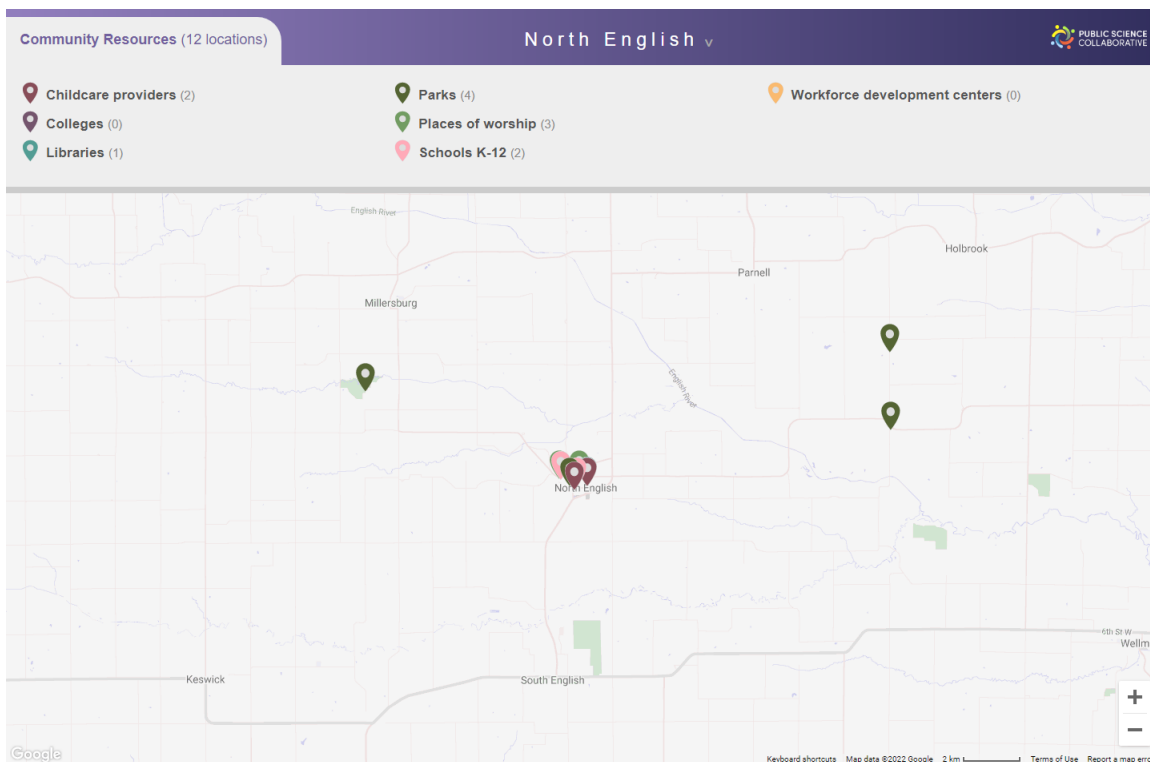 Community Resources (12 locations)
North English v
PUBLIC SCIENCE
COLLABORATIVE
Childcare providers (2)
Parks (4)
Workforce development centers (0)
Colleges (0)
Places of worship (3)
Libraries (1)
Schools K-12 (2)
English River
Holbrook
Parnell
Millersburg
English River
North English
6th St W
Wellm
Keswick
South English
+
−
Google
Keyboard shortcuts Map data ©2022 Google 2 km Terms of Use Report a map erro